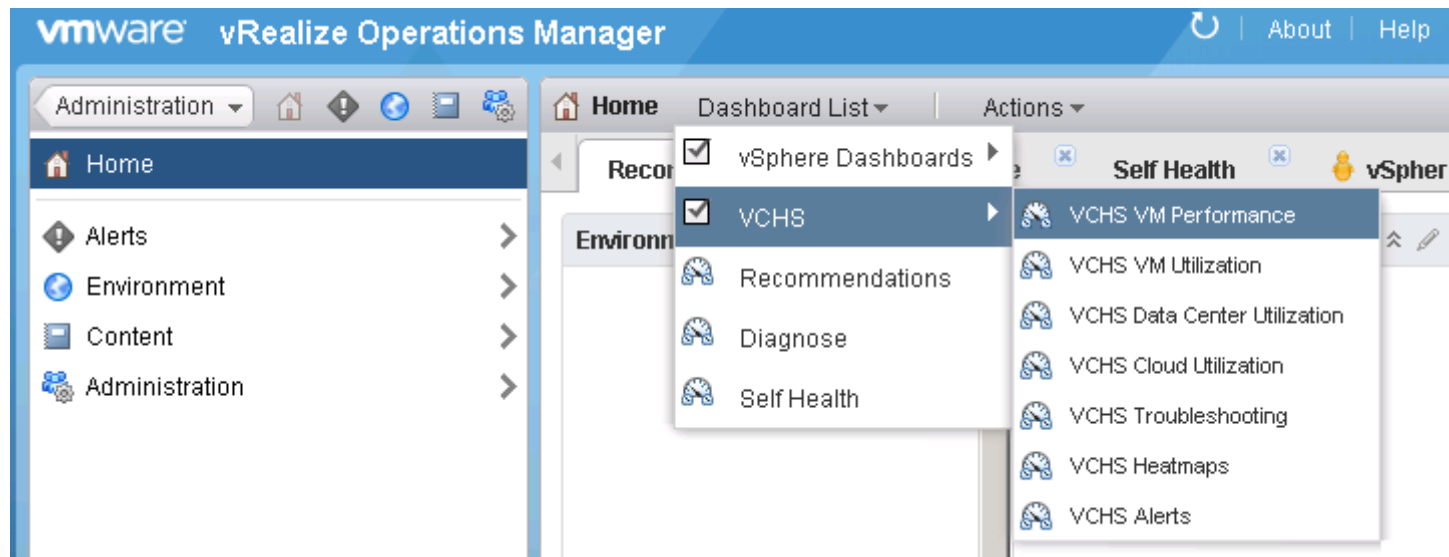 vmware vRealize Operations Manager
About | Help
Administration
Home Dashboard List Actions
Home
Alerts
Environment
Content
Administration
Recor
Self Health
vSpher
Environn
vSphere Dashboards
VCHS
Recommendations
Diagnose
Self Health
VCHS VM Performance
VCHS VM Utilization
VCHS Data Center Utilization
VCHS Cloud Utilization
VCHS Troubleshooting
VCHS Heatmaps
VCHS Alerts